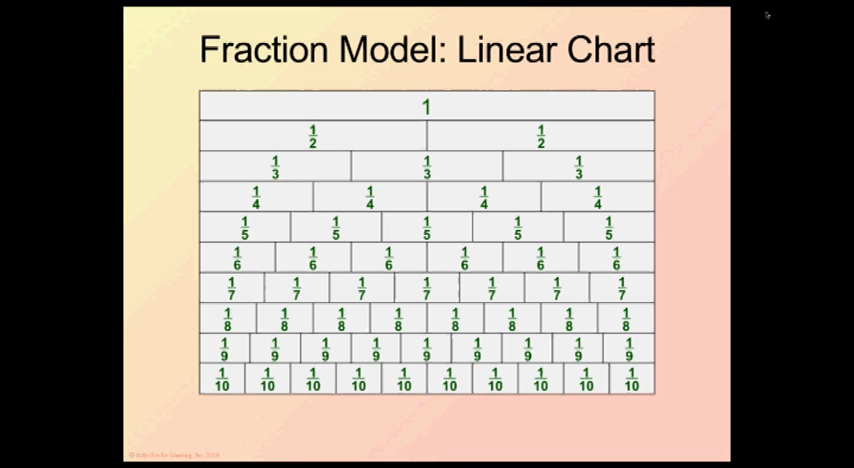 Fraction Model: Linear Chart
1
1/2 1/2
1/3 1/3 1/3
1/4 1/4 1/4 1/4
1/5 1/5 1/5 1/5 1/5
1/6 1/6 1/6 1/6 1/6 1/6
1/7 1/7 1/7 1/7 1/7 1/7 1/7
1/8 1/8 1/8 1/8 1/8 1/8 1/8 1/8
1/9 1/9 1/9 1/9 1/9 1/9 1/9 1/9 1/9
1/10 1/10 1/10 1/10 1/10 1/10 1/10 1/10 1/10 1/10